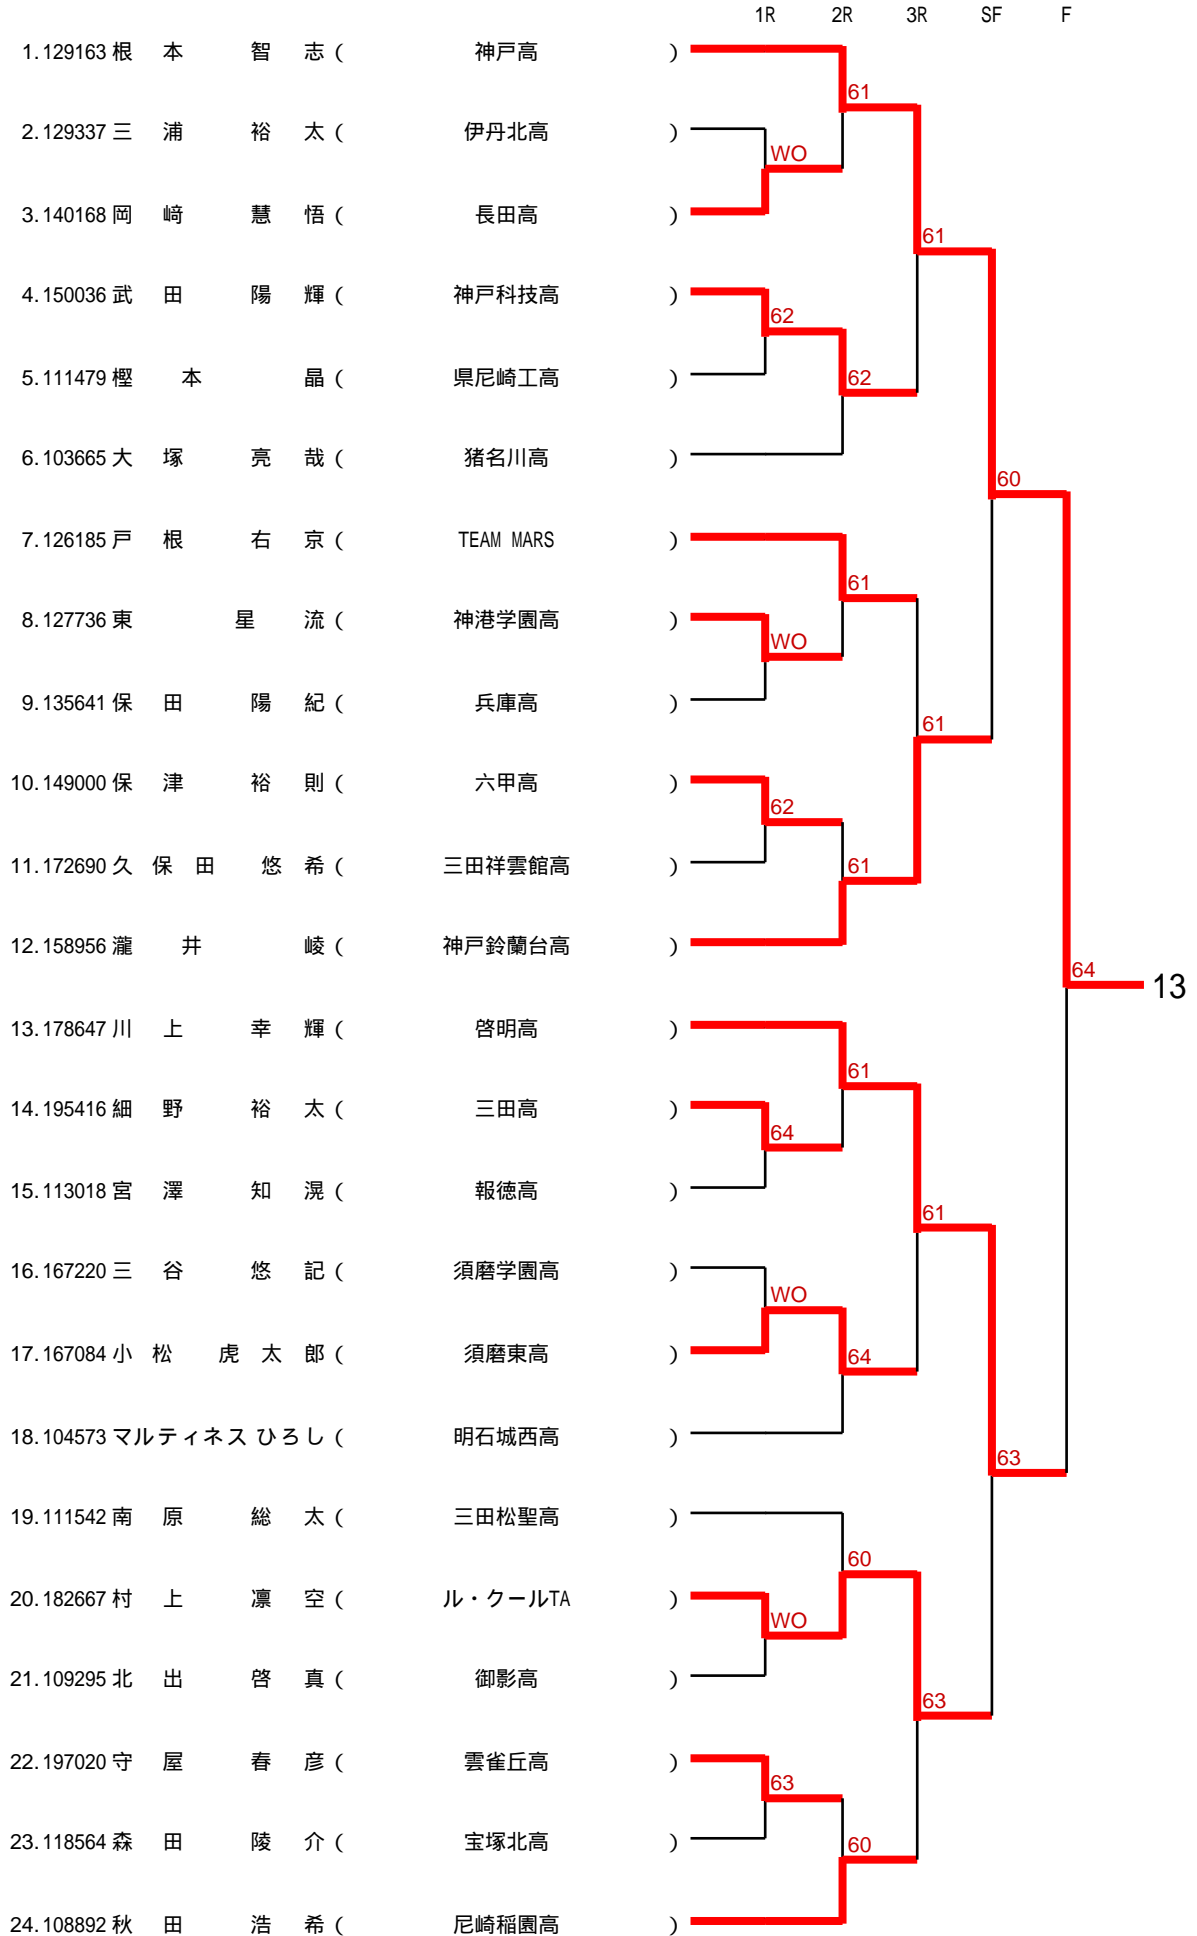 1R 2R 3R SF F
1.129163 根 本 智 志 ( 神戸高 )
61
2.129337 三 浦 裕 太 ( 伊丹北高 )
WO
3.140168 岡 﨑 慧 悟 ( 長田高 )
61
4.150036 武 田 陽 輝 ( 神戸科技高 )
62
5.111479 樫 本 晶 ( 県尼崎工高 )
62
6.103665 大 塚 亮 哉 ( 猪名川高 )
60
7.126185 戸 根 右 京 ( TEAM MARS )
61
8.127736 東 星 流 ( 神港学園高 )
WO
9.135641 保 田 陽 紀 ( 兵庫高 )
61
10.149000 保 津 裕 則 ( 六甲高 )
62
11.172690 久 保 田 悠 希 ( 三田祥雲館高 )
61
12.158956 瀧 井 崚 ( 神戸鈴蘭台高 )
64
13
13.178647 川 上 幸 輝 ( 啓明高 )
61
14.195416 細 野 裕 太 ( 三田高 )
64
15.113018 宮 澤 知 滉 ( 報徳高 )
61
16.167220 三 谷 悠 記 ( 須磨学園高 )
WO
17.167084 小 松 虎 太 郎 ( 須磨東高 )
64
18.104573 マルティネス ひろし ( 明石城西高 )
63
19.111542 南 原 総 太 ( 三田松聖高 )
60
20.182667 村 上 凛 空 ( ル・クールTA )
WO
21.109295 北 出 啓 真 ( 御影高 )
63
22.197020 守 屋 春 彦 ( 雲雀丘高 )
63
23.118564 森 田 陵 介 ( 宝塚北高 )
60
24.108892 秋 田 浩 希 ( 尼崎稲園高 )